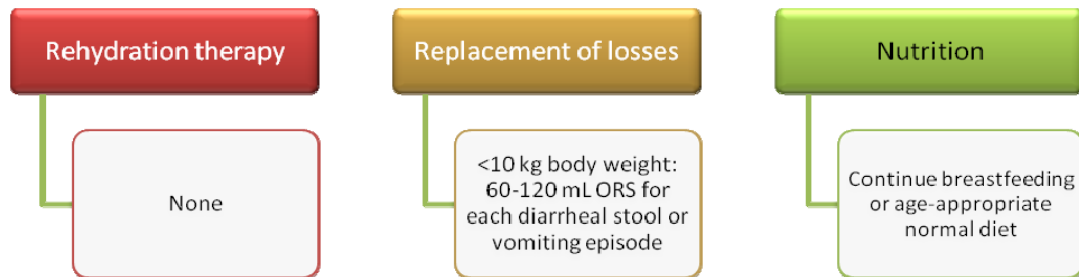 Rehydration therapy
None
Replacement of losses
<10 kg body weight:
60-120 mL ORS for
each diarrheal stool or
vomiting episode
Nutrition
Continue breastfeeding
or age-appropriate
normal diet